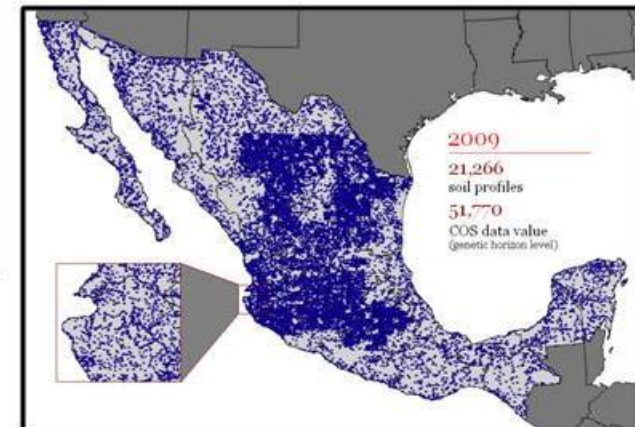 2009
21,266
soil profiles
51,770
COS data value
(genetic horizon level)